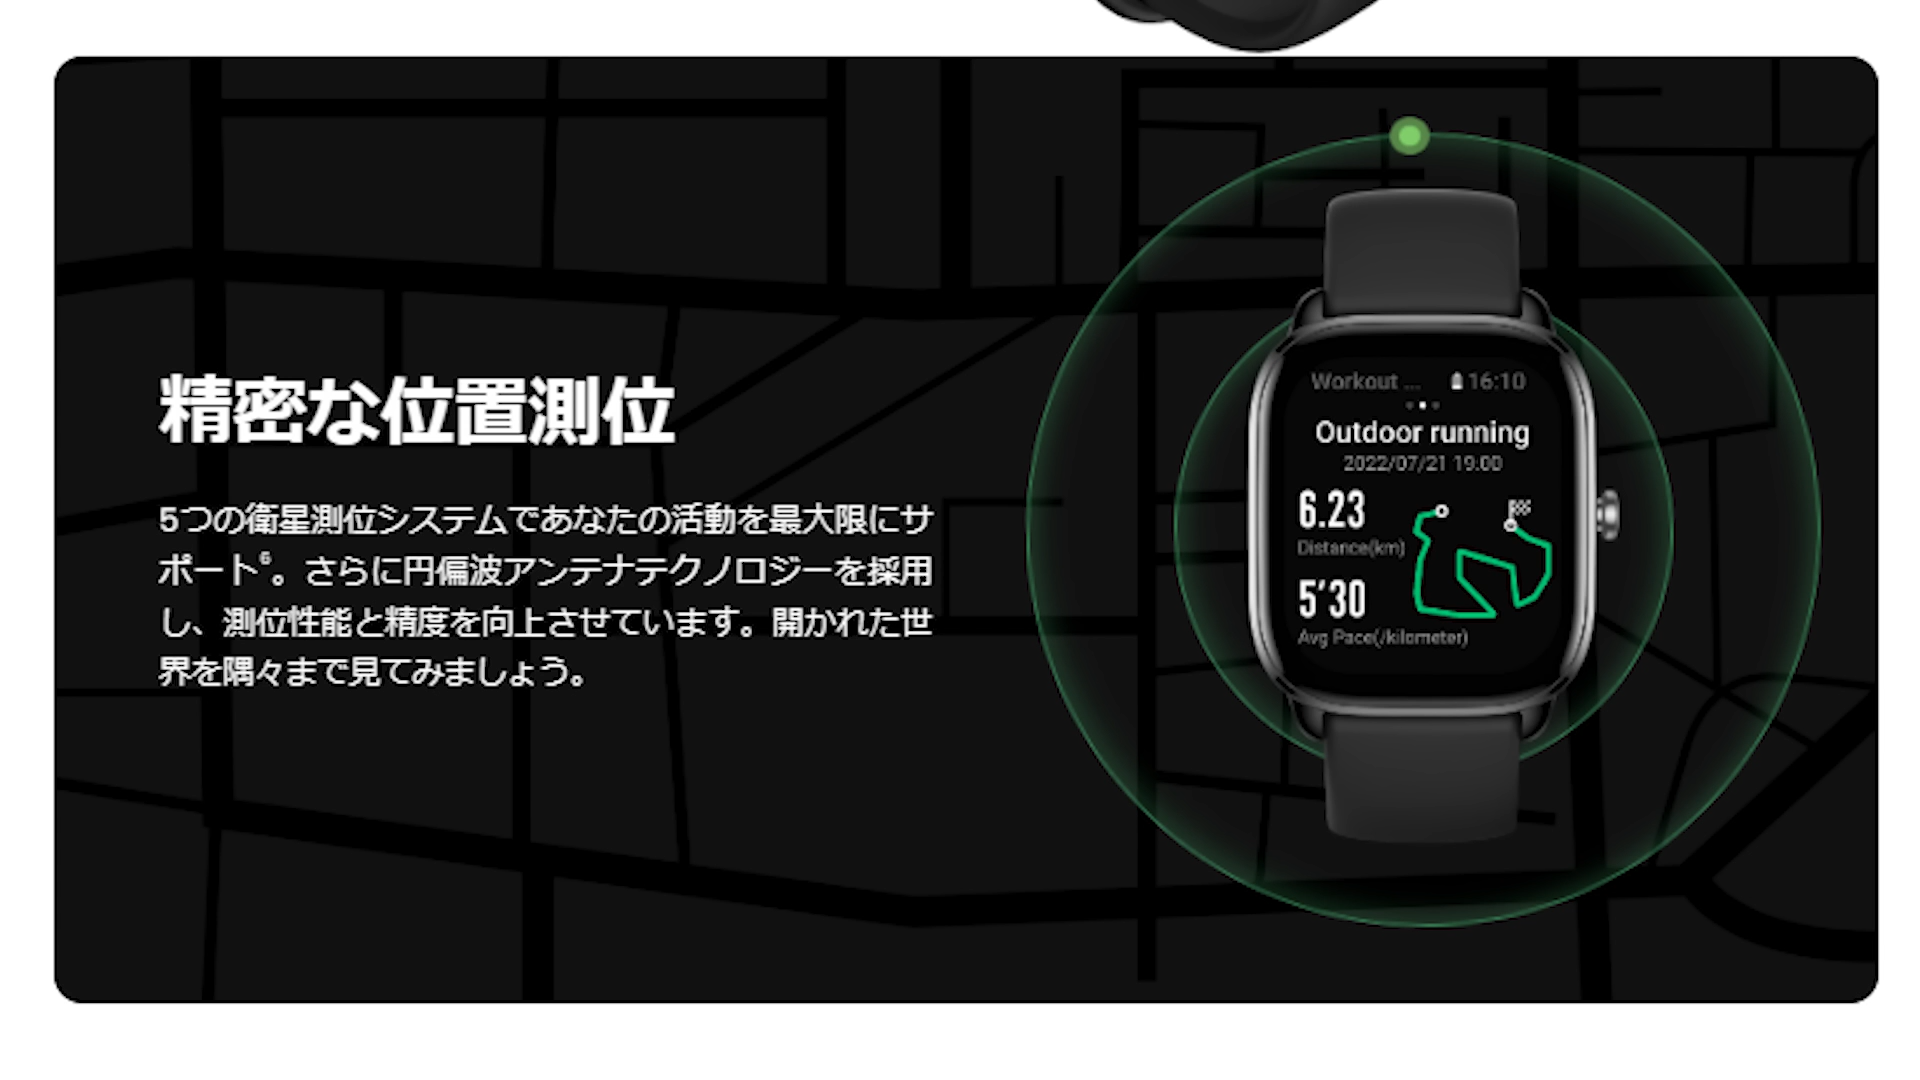 精密な位置測位
5つの衛星測位システムであなたの活動を最大限にサ
ポート⁶。さらに円偏波アンテナテクノロジーを採用
し、測位性能と精度を向上させています。開かれた世
界を隅々まで見てみましょう。
Workout ... 16:10
Outdoor running
2022/07/21 19:00
6.23
Distance(km)
5'30
Avg Pace(/kilometer)